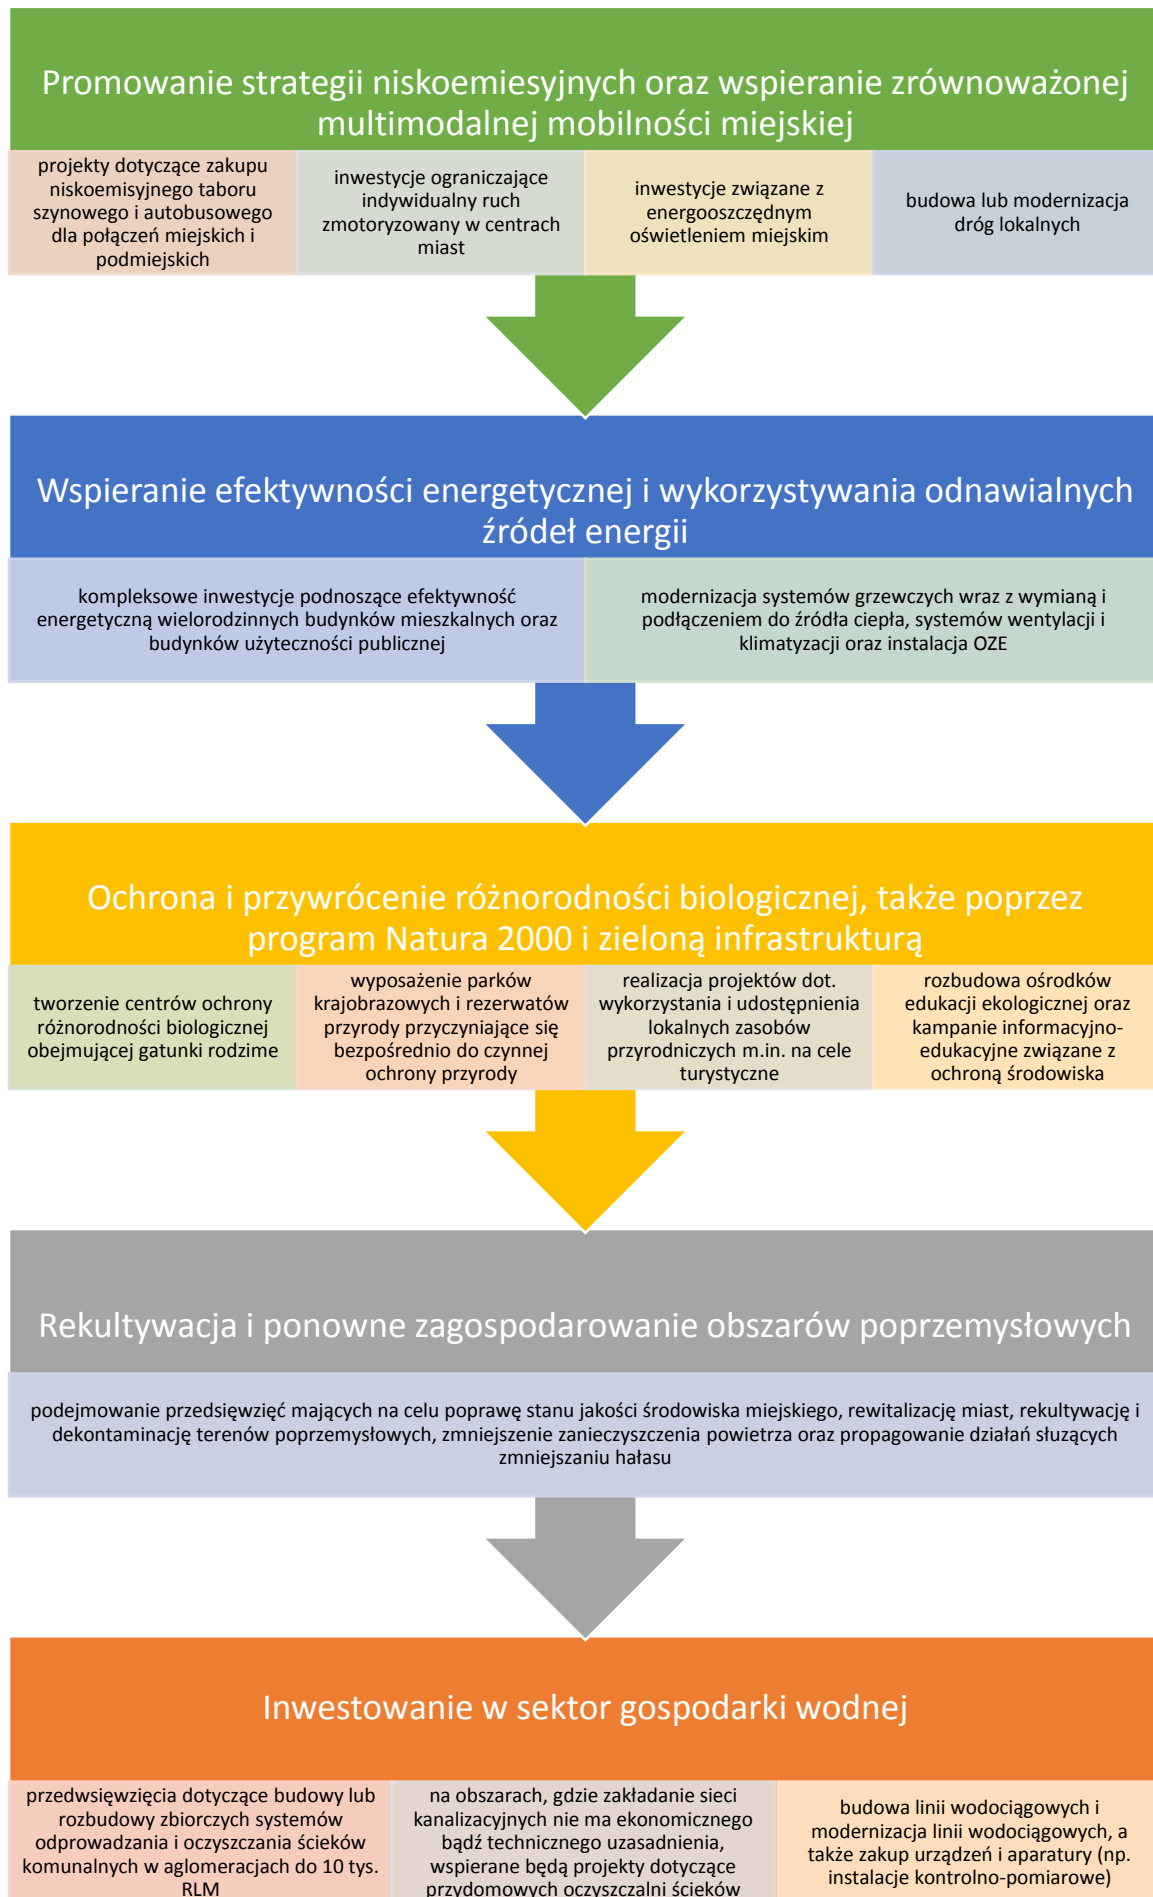 Promowanie strategii niskoemiesyjnych oraz wspieranie zrównoważonej
multimodalnej mobilności miejskiej
projekty dotyczące zakupu
niskoemisyjnego taboru
szynowego i autobusowego
dla połączeń miejskich i
podmiejskich
inwestycje ograniczające
indywidualny ruch
zmotoryzowany w centrach
miast
inwestycje związane z
energooszczędnym
oświetleniem miejskim
budowa lub modernizacja
dróg lokalnych
Wspieranie efektywności energetycznej i wykorzystywania odnawialnych
źródeł energii
kompleksowe inwestycje podnoszące efektywność
energetyczną wielorodzinnych budynków mieszkalnych oraz
budynków użyteczności publicznej
modernizacja systemów grzewczych wraz z wymianą i
podłączeniem do źródła ciepła, systemów wentylacji i
klimatyzacji oraz instalacja OZE
Ochrona i przywrócenie różnorodności biologicznej, także poprzez
program Natura 2000 i zieloną infrastrukturą
tworzenie centrów ochrony
różnorodności biologicznej
obejmującej gatunki rodzime
wyposażenie parków
krajobrazowych i rezerwatów
przyrody przyczyniające się
bezpośrednio do czynnej
ochrony przyrody
realizacja projektów dot.
wykorzystania i udostępnienia
lokalnych zasobów
przyrodniczych m.in. na cele
turystyczne
rozbudowa ośrodków
edukacji ekologicznej oraz
kampanie informacyjno-
edukacyjne związane z
ochroną środowiska
Rekultywacja i ponowne zagospodarowanie obszarów poprzemysłowych
podejmowanie przedsięwzięć mających na celu poprawę stanu jakości środowiska miejskiego, rewitalizację miast, rekultywację i
dekontaminację terenów poprzemysłowych, zmniejszenie zanieczyszczenia powietrza oraz propagowanie działań służących
zmniejszaniu hałasu
Inwestowanie w sektor gospodarki wodnej
przedwsięwzięcia dotyczące budowy lub
rozbudowy zbiorczych systemów
odprowadzania i oczyszczania ścieków
komunalnych w aglomeracjach do 10 tys.
RLM
na obszarach, gdzie zakładanie sieci
kanalizacyjnych nie ma ekonomicznego
bądź technicznego uzasadnienia,
wspierane będą projekty dotyczące
przydomowych oczyszczalni ścieków
budowa linii wodociągowych i
modernizacja linii wodociągowych, a
także zakup urządzeń i aparatury (np.
instalacje kontrolno-pomiarowe)